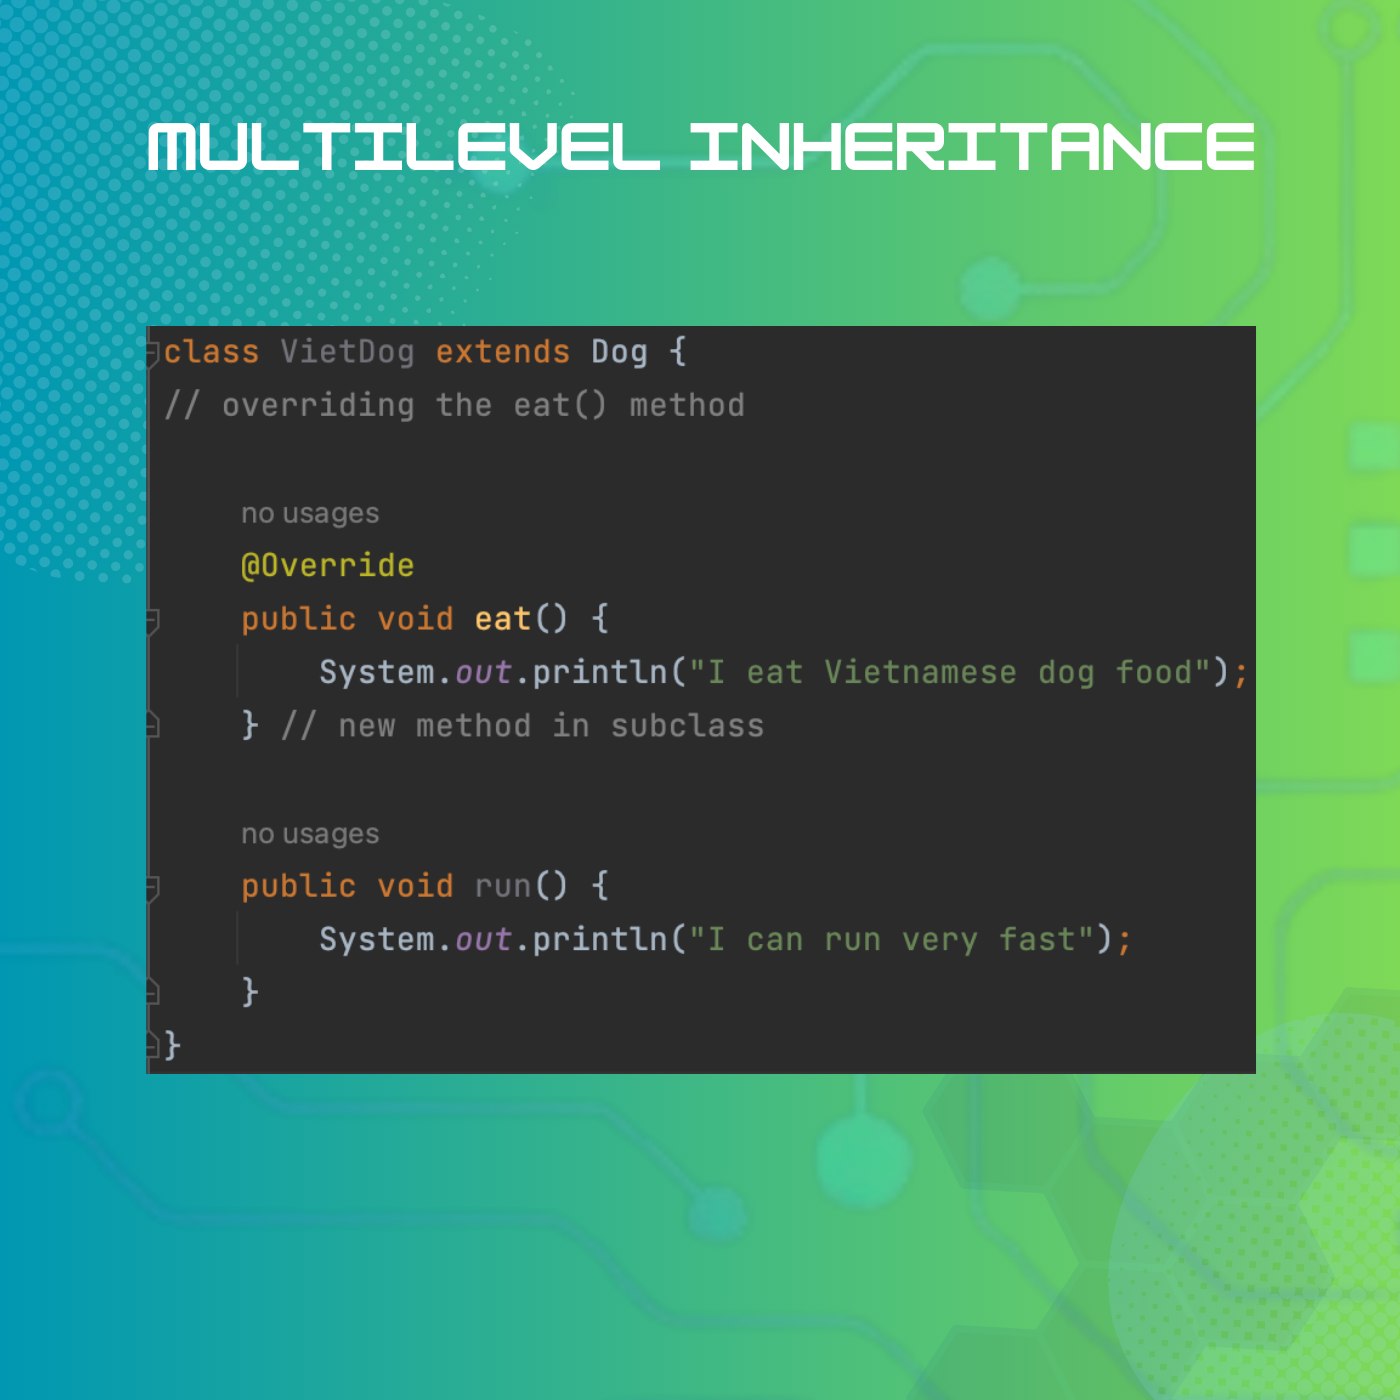 MULTILEVEL INHERITANCE
class VietDog extends Dog {
// overriding the eat() method
no usages
@Override
public void eat() {
System.out.println("I eat Vietnamese dog food");
} // new method in subclass
no usages
public void run() {
System.out.println("I can run very fast");
}
}